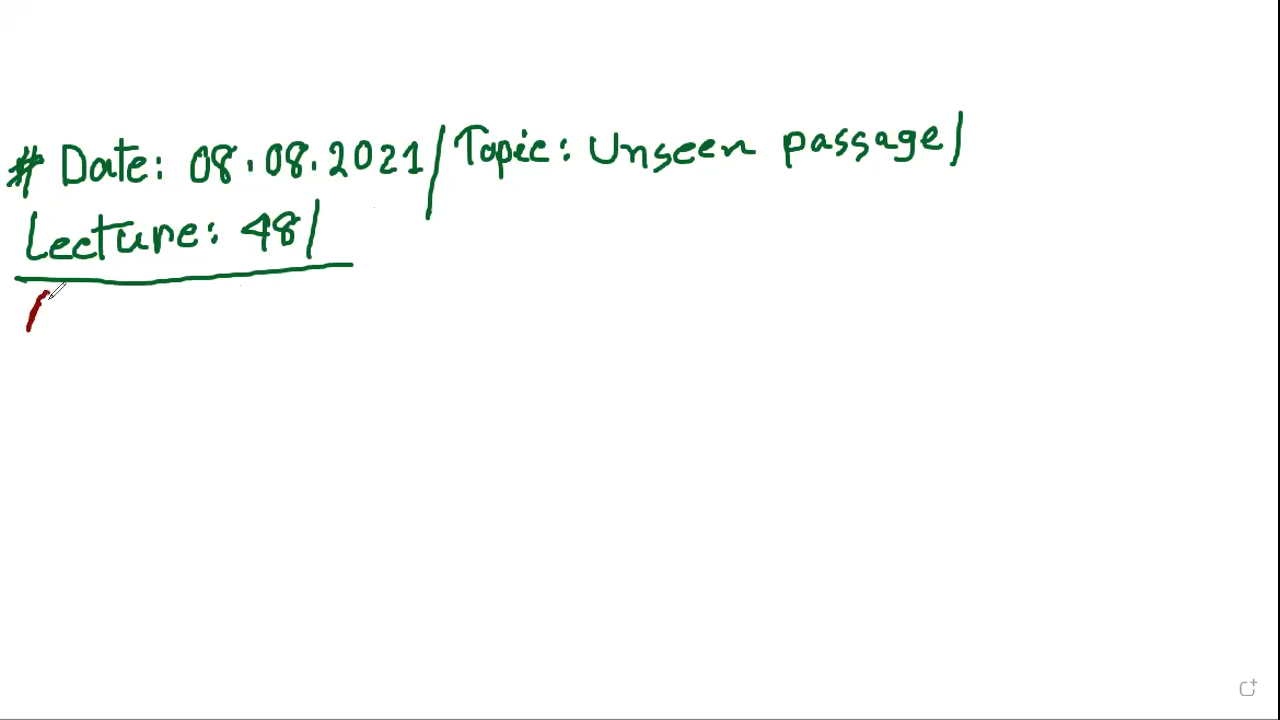 # Date: 08.08.2021/Topic: Unseen passage/
Lecture: 48/